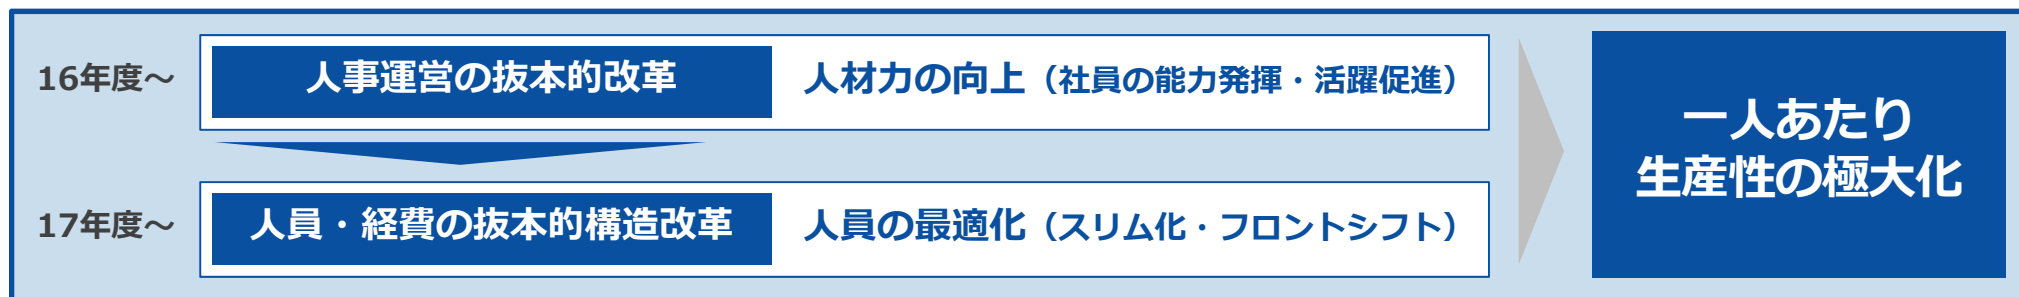 16年度～
人事運営の抜本的改革
人材力の向上（社員の能力発揮・活躍促進）
17年度～
人員・経費の抜本的構造改革
人員の最適化（スリム化・フロントシフト）
一人あたり
生産性の極大化